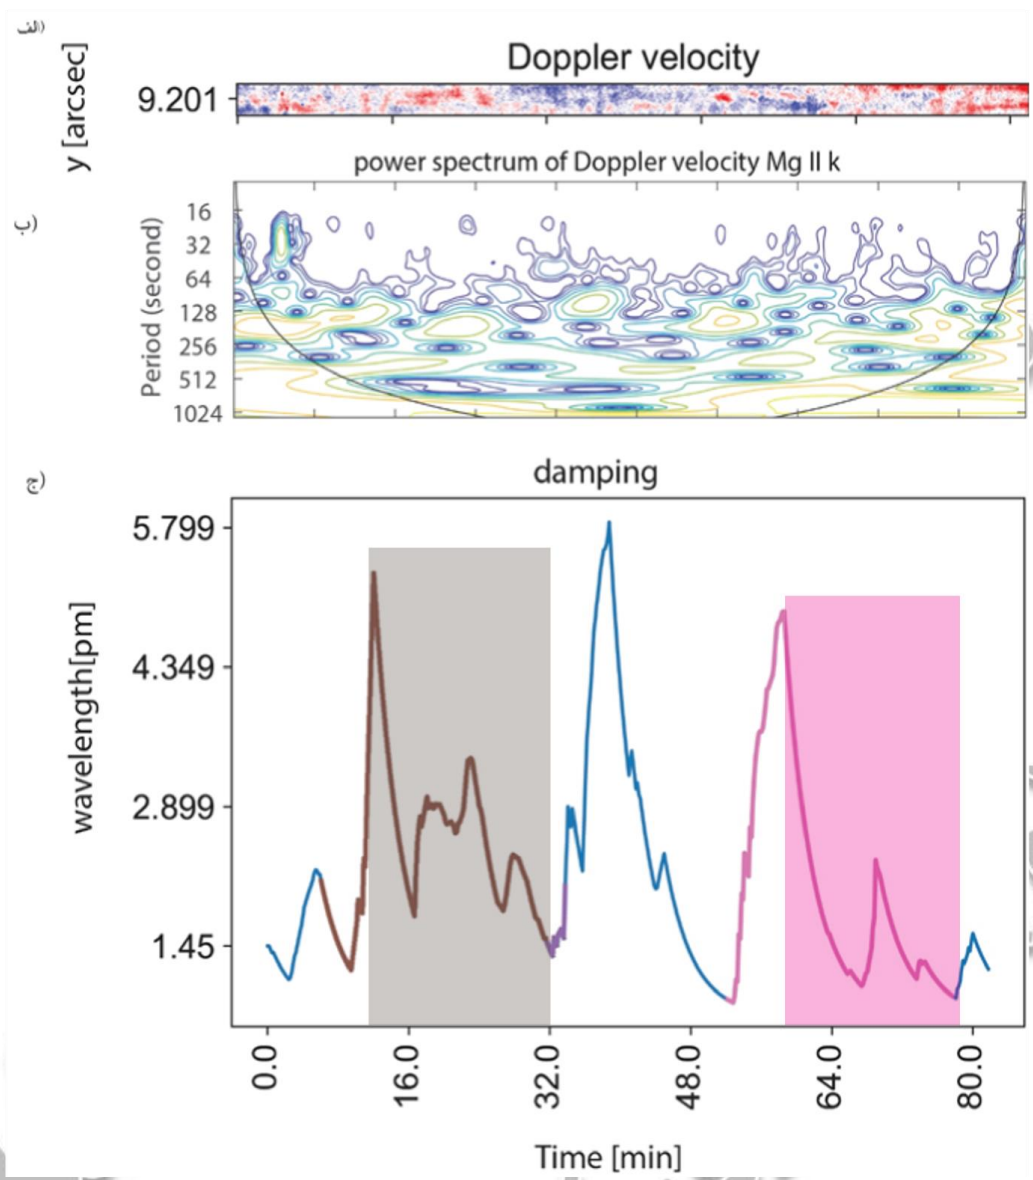 الف)
Doppler velocity
y [arcsec]
9.201
power spectrum of Doppler velocity Mg II k
ب)
Period (second)
16
32
64
128
256
512
1024
ج)
damping
wavelength[pm]
5.799
4.349
2.899
1.45
0.0 16.0 32.0 48.0 64.0 80.0
Time [min]